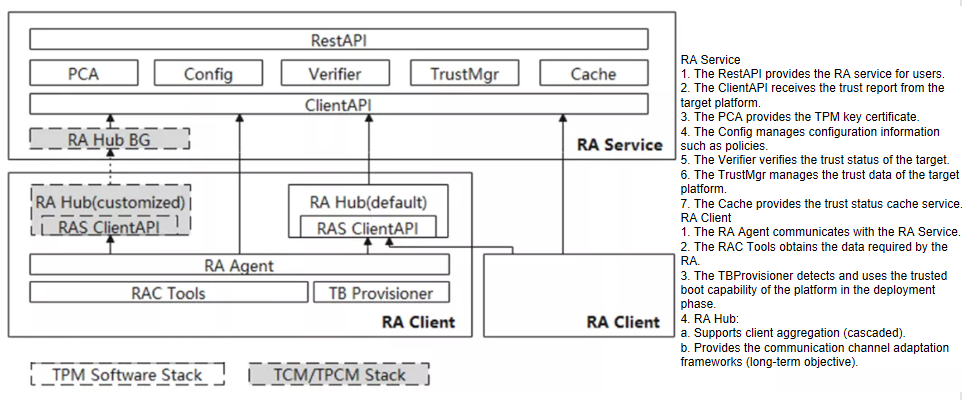 RestAPI
PCA
Config
Verifier
TrustMgr
Cache
ClientAPI
RA Hub BG
RA Service
RA Hub(customized)
RAS ClientAPI
RA Hub(default)
RAS ClientAPI
RA Agent
RAC Tools
TB Provisioner
RA Client
RA Client
TPM Software Stack
TCM/TPCM Stack
RA Service
1. The RestAPI provides the RA service for users.
2. The ClientAPI receives the trust report from the
target platform.
3. The PCA provides the TPM key certificate.
4. The Config manages configuration information
such as policies.
5. The Verifier verifies the trust status of the target.
6. The TrustMgr manages the trust data of the target
platform.
7. The Cache provides the trust status cache service.
RA Client
1. The RA Agent communicates with the RA Service.
2. The RAC Tools obtains the data required by the
RA.
3. The TBProvisioner detects and uses the trusted
boot capability of the platform in the deployment
phase.
4. RA Hub:
a. Supports client aggregation (cascaded).
b. Provides the communication channel adaptation
frameworks (long-term objective).